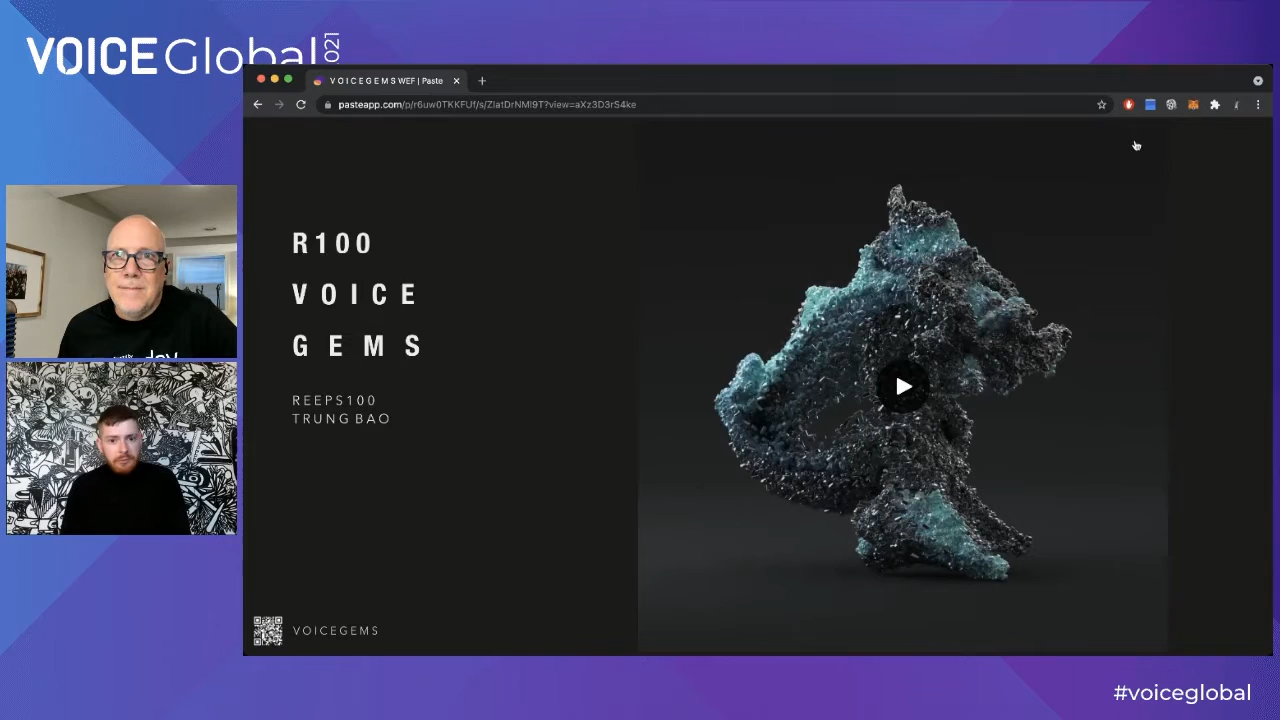 VOICE Global 021
V O I C E G E M S WEF | Paste
pasteapp.com/p/r6uw0TKKFUf/s/ZIatDrNMI9T?view=aXz3D3rS4ke
R100
VOICE
GEMS
REEPS100
TRUNG BAO
VOICEGEMS
#voiceglobal